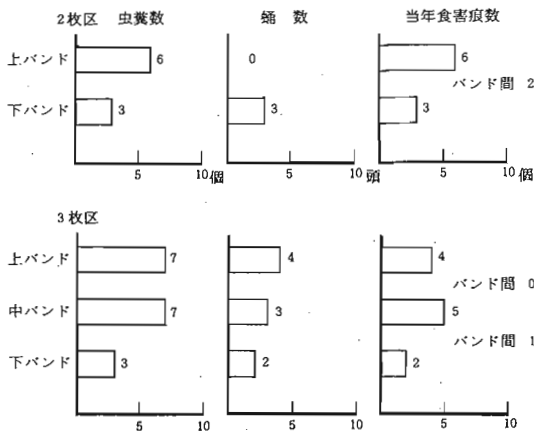 2枚区 虫糞数 蛹 数 当年食害痕数
上バンド 6 0 6
バンド間 2
下バンド 3 3 3
5 10個 5 10頭 5 10個
3枚区
上バンド 7 4 4
バンド間 0
中バンド 7 3 5
バンド間 1
下バンド 3 2 2
5 10 5 10 5 10